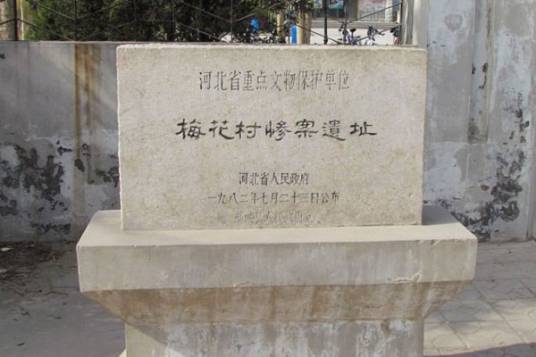 河北省重点文物保护单位
梅花村惨案遺址
河北省人民政府
一九八二年七月二十三日公布